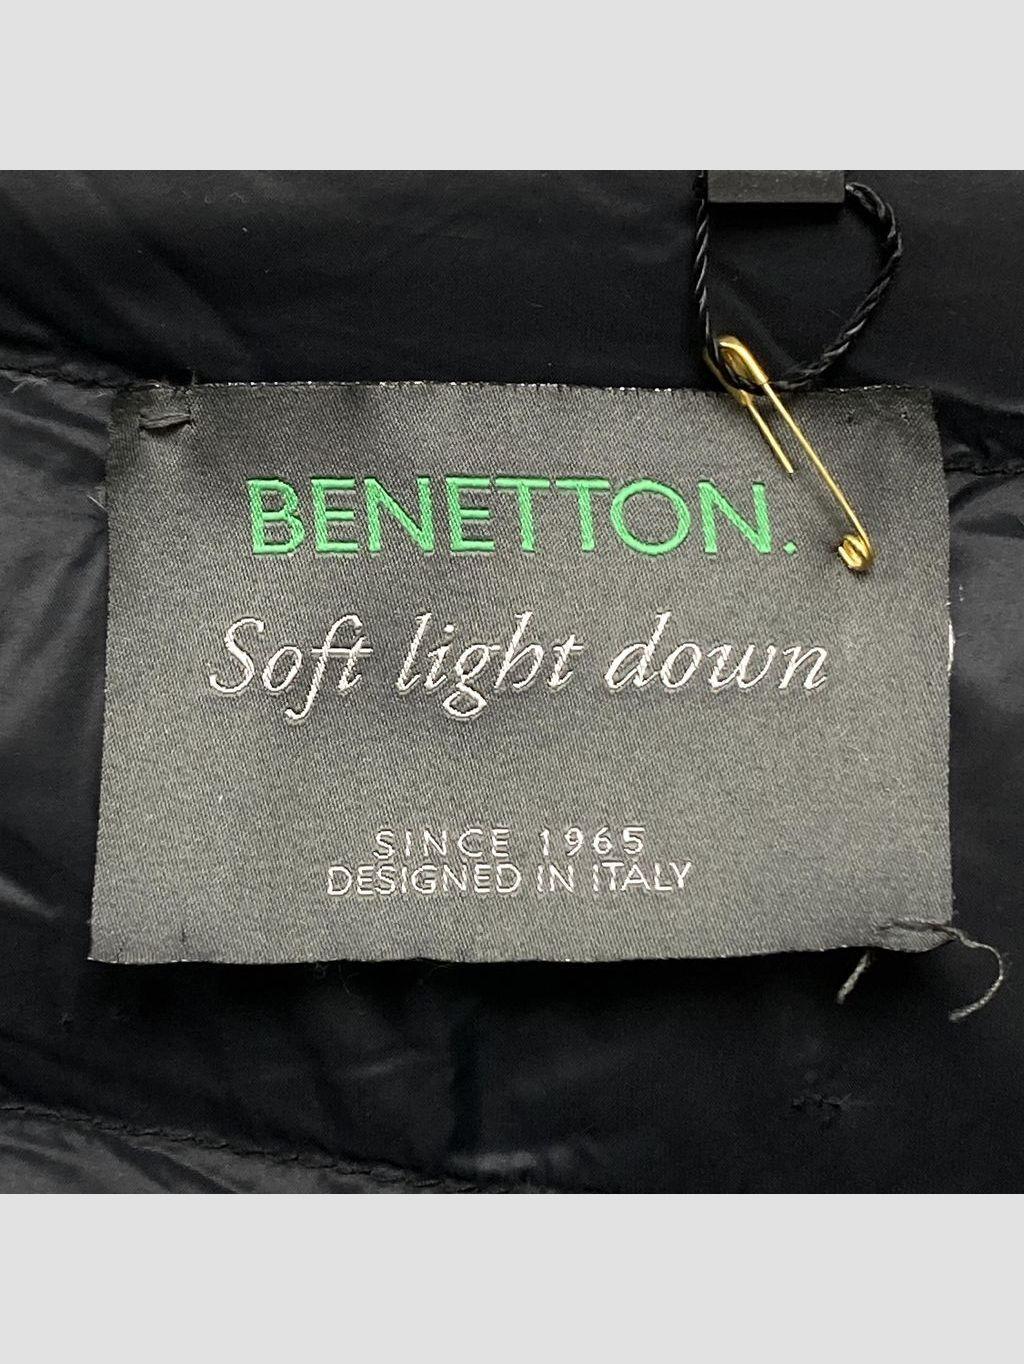 BENETTON.
Soft light down
SINCE 1965
DESIGNED IN ITALY